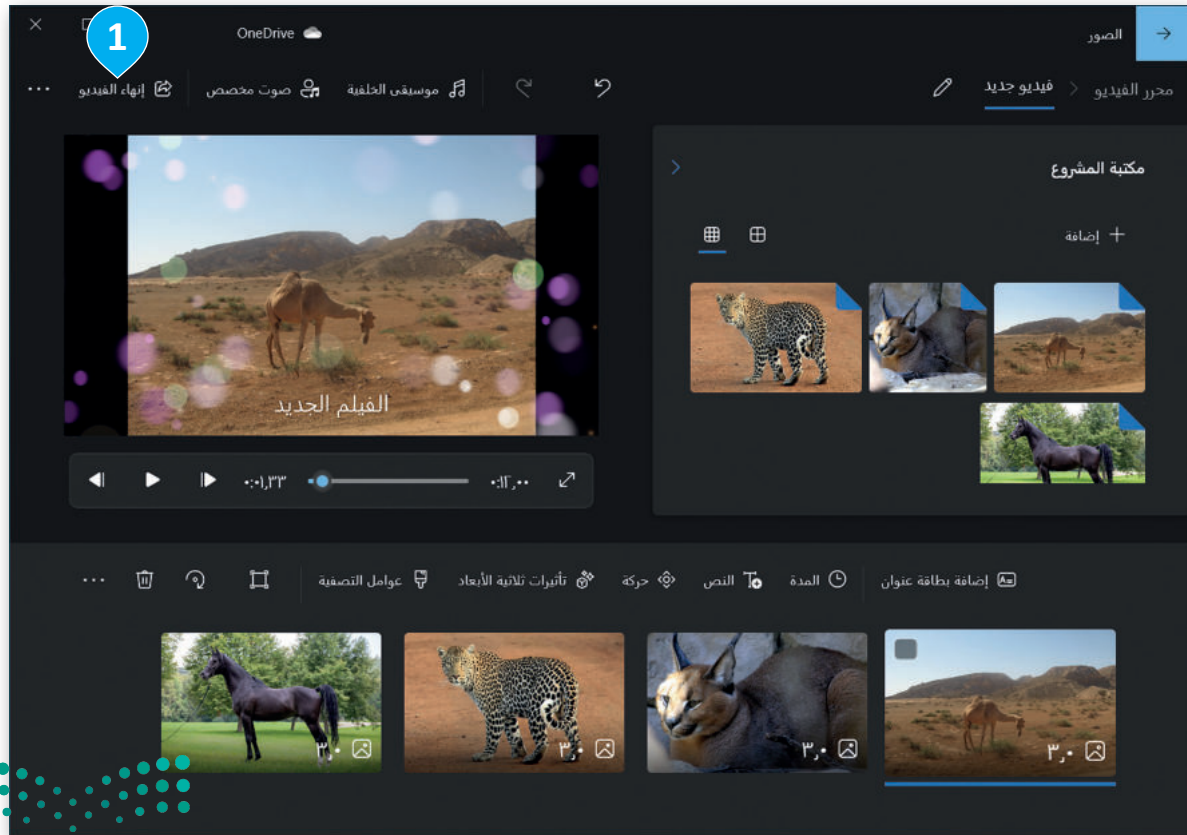 الصور
OneDrive
1
محرر الفيديو
فيديو جديد
موسيقى الخلفية
صوت مخصص
إنهاء الفيديو
مكتبة المشروع
إضافة
الفيلم الجديد
٠:٠١,٣٣
٠:١٢,٠٠
إضافة بطاقة عنوان
المدة
النص
حركة
تأثيرات ثلاثية الأبعاد
عوامل التصفية
٣,٠
٣,٠
٣,٠
٣,٠